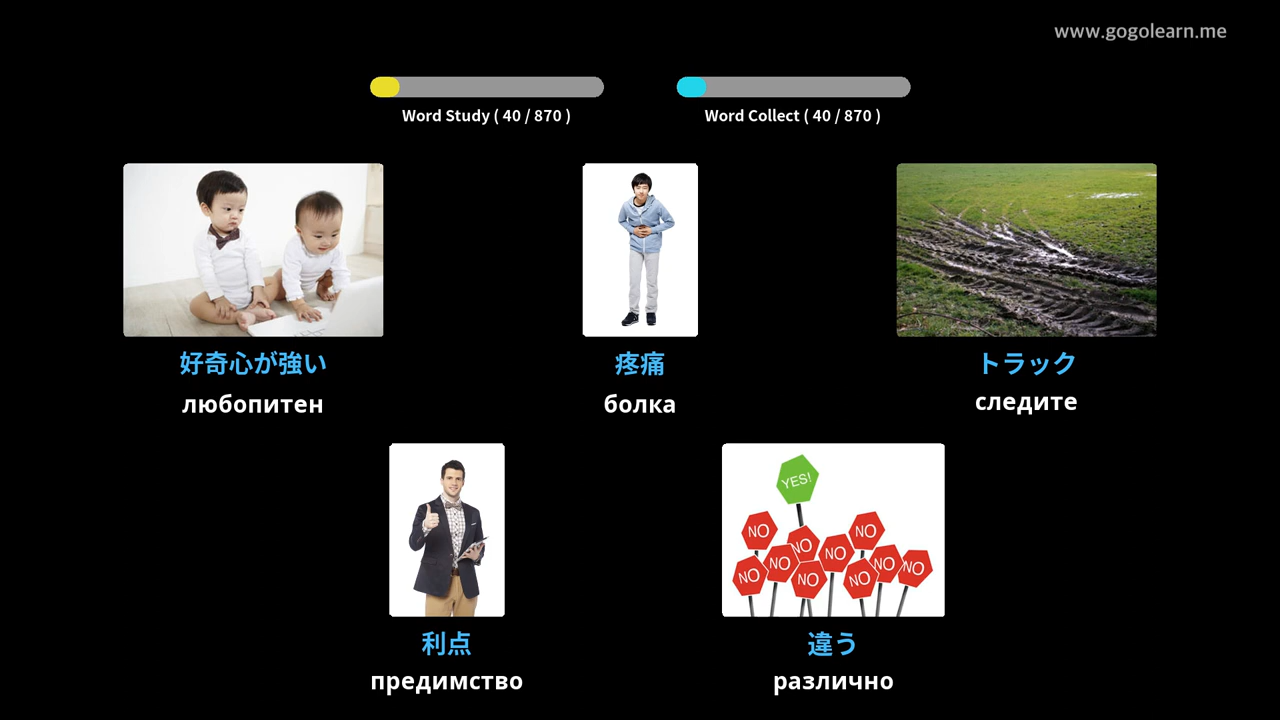 www.gogolearn.me
Word Study ( 40 / 870 )
Word Collect ( 40 / 870 )
好奇心が強い
любопитен
疼痛
болка
トラック
следите
YES!
NO
NO
NO
NO
NO
NO
NO
NO
NO
NO
利点
предимство
違う
различно